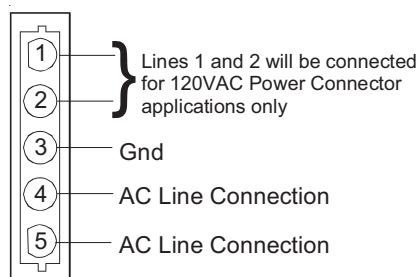 1
Lines 1 and 2 will be connected
for 120VAC Power Connector
2
applications only
3 Gnd
4 AC Line Connection
5 AC Line Connection